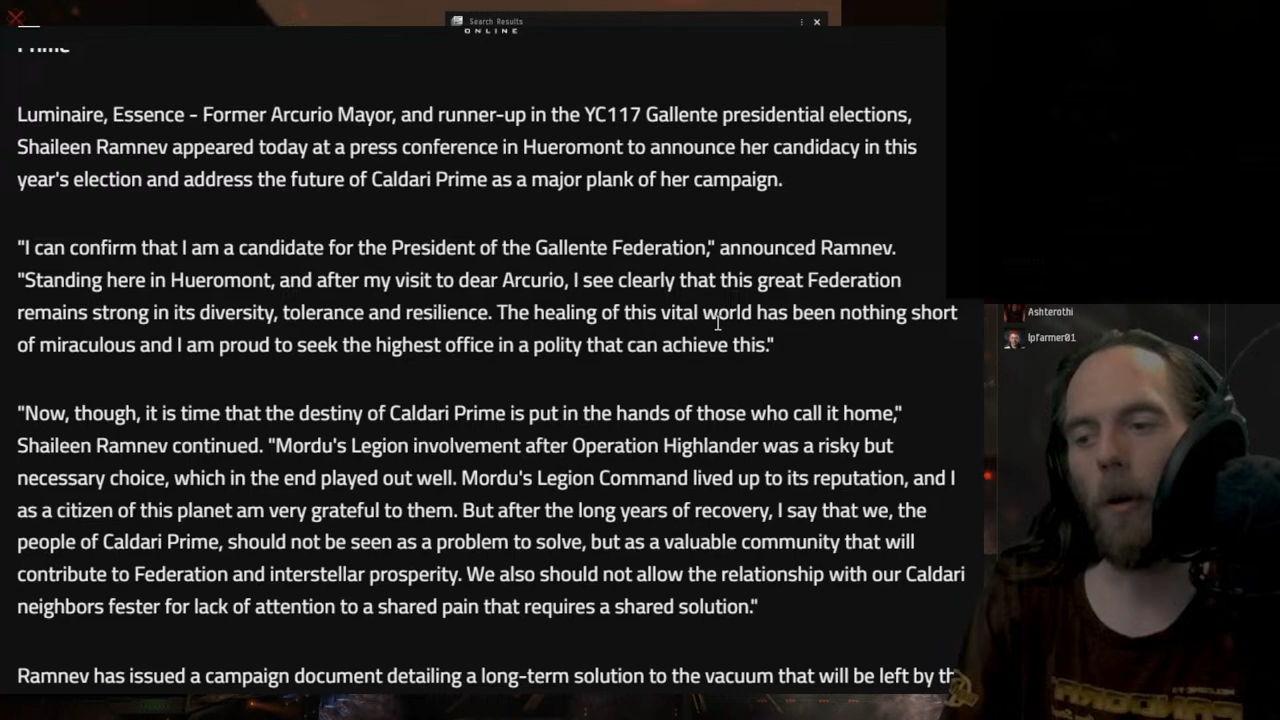 Search Results
ONLINE
Prime
Luminaire, Essence - Former Arcurio Mayor, and runner-up in the YC117 Gallente presidential elections,
Shaileen Ramnev appeared today at a press conference in Hueromont to announce her candidacy in this
year's election and address the future of Caldari Prime as a major plank of her campaign.
"I can confirm that I am a candidate for the President of the Gallente Federation," announced Ramnev.
"Standing here in Hueromont, and after my visit to dear Arcurio, I see clearly that this great Federation
remains strong in its diversity, tolerance and resilience. The healing of this vital world has been nothing short
of miraculous and I am proud to seek the highest office in a polity that can achieve this."
"Now, though, it is time that the destiny of Caldari Prime is put in the hands of those who call it home,"
Shaileen Ramnev continued. "Mordu's Legion involvement after Operation Highlander was a risky but
necessary choice, which in the end played out well. Mordu's Legion Command lived up to its reputation, and I
as a citizen of this planet am very grateful to them. But after the long years of recovery, I say that we, the
people of Caldari Prime, should not be seen as a problem to solve, but as a valuable community that will
contribute to Federation and interstellar prosperity. We also should not allow the relationship with our Caldari
neighbors fester for lack of attention to a shared pain that requires a shared solution."
Ramnev has issued a campaign document detailing a long-term solution to the vacuum that will be left by th
Ashterothi
lpfarmer01